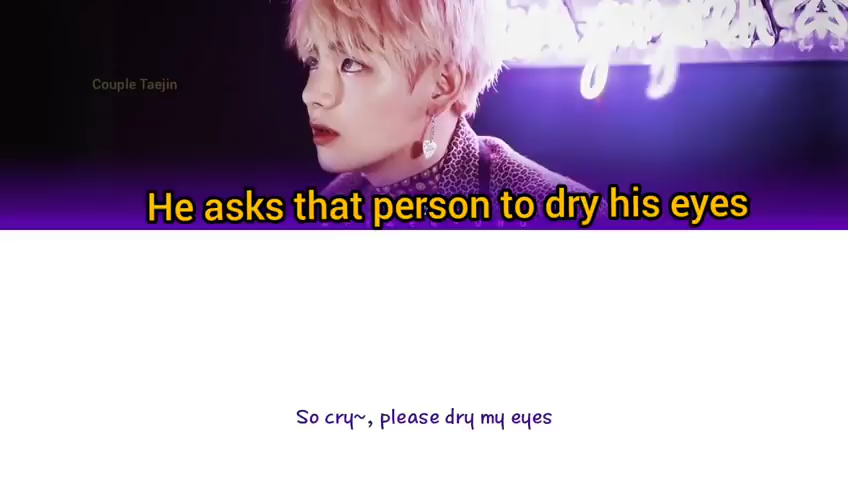 Couple Taejin
He asks that person to dry his eyes
So cry~, please dry my eyes